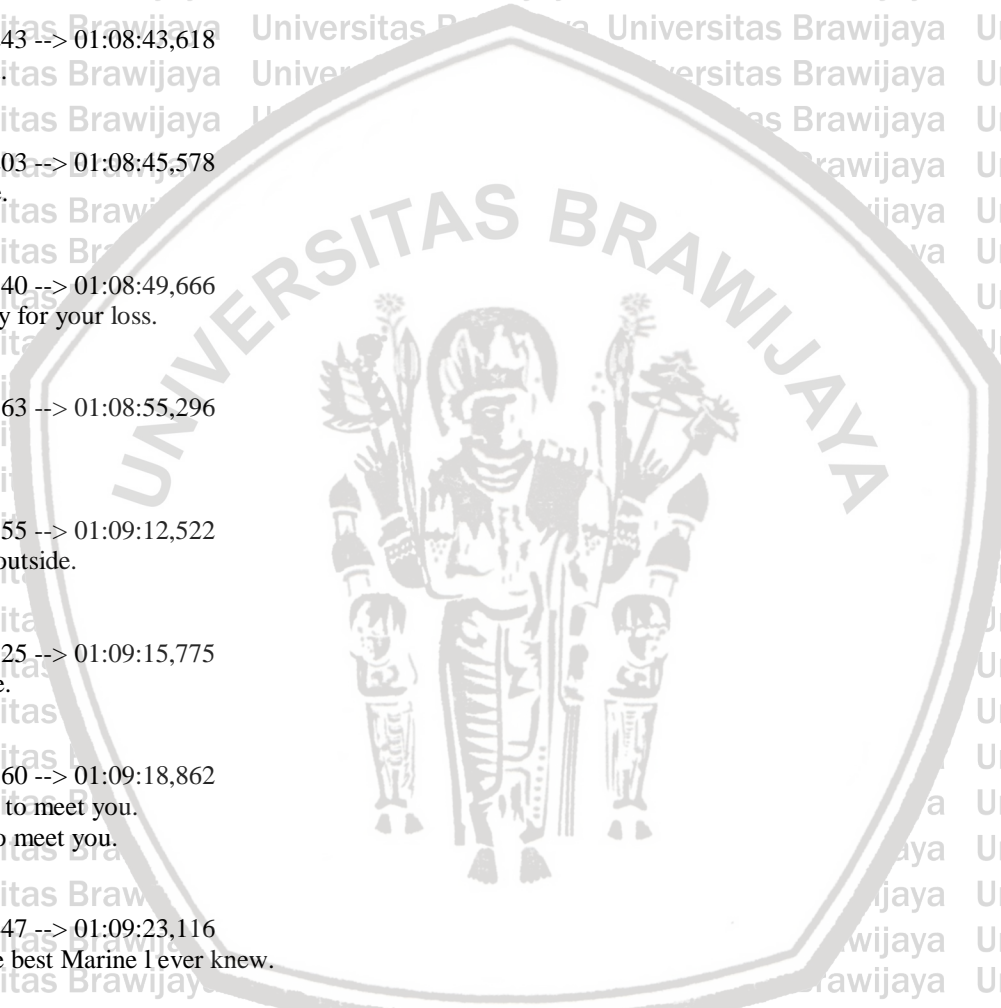 43 --> 01:08:43,618
.
03 --> 01:08:45,578
e.
40 --> 01:08:49,666
y for your loss.
63 --> 01:08:55,296
55 --> 01:09:12,522
outside.
25 --> 01:09:15,775
e.
60 --> 01:09:18,862
to meet you.
o meet you.
47 --> 01:09:23,116
e best Marine l ever knew.
UNIVERSITAS BRAWIJAYA
Universitas Brawijaya
itas Brawijaya